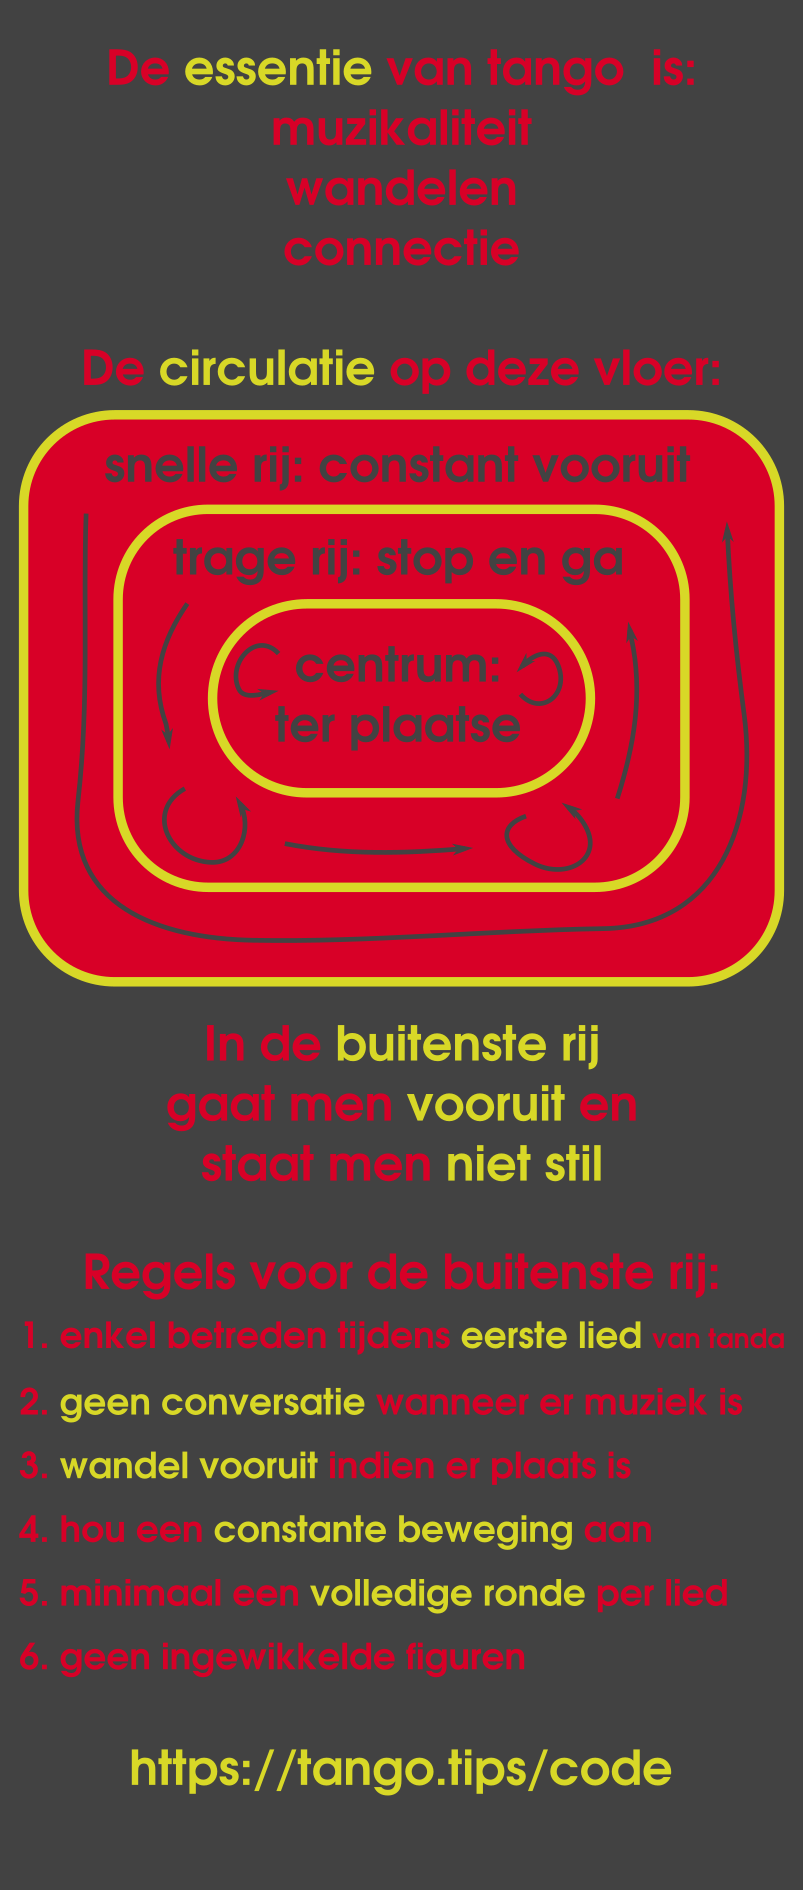 De essentie van tango is:
muzikaliteit
wandelen
connectie
De circulatie op deze vloer:
snelle rij: constant vooruit
trage rij: stop en ga
centrum:
ter plaatse
In de buitenste rij
gaat men vooruit en
staat men niet stil
Regels voor de buitenste rij:
1. enkel betreden tijdens eerste lied van tanda
2. geen conversatie wanneer er muziek is
3. wandel vooruit indien er plaats is
4. hou een constante beweging aan
5. minimaal een volledige ronde per lied
6. geen ingewikkelde figuren
https://tango.tips/code